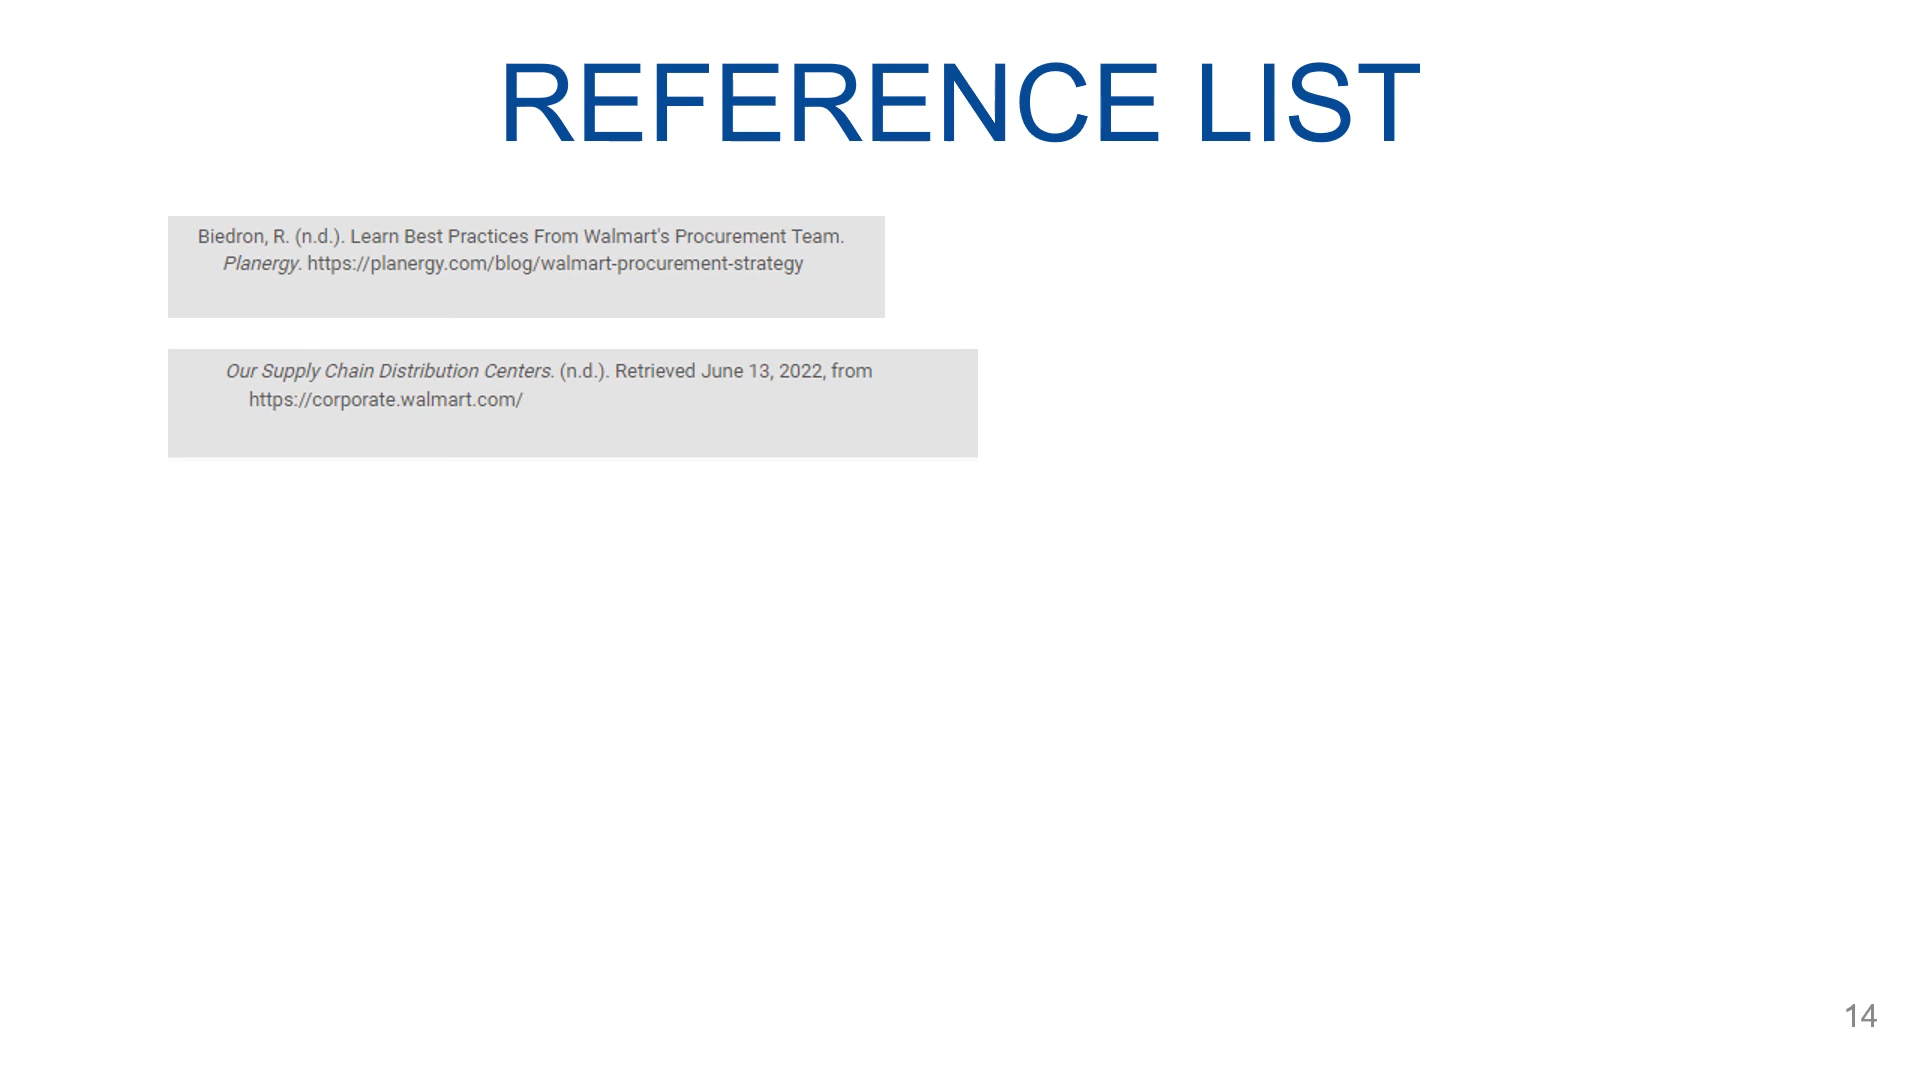 REFERENCE LIST
Biedron, R. (n.d.). Learn Best Practices From Walmart's Procurement Team.
Planergy. https://planergy.com/blog/walmart-procurement-strategy
Our Supply Chain Distribution Centers. (n.d.). Retrieved June 13, 2022, from
https://corporate.walmart.com/
14